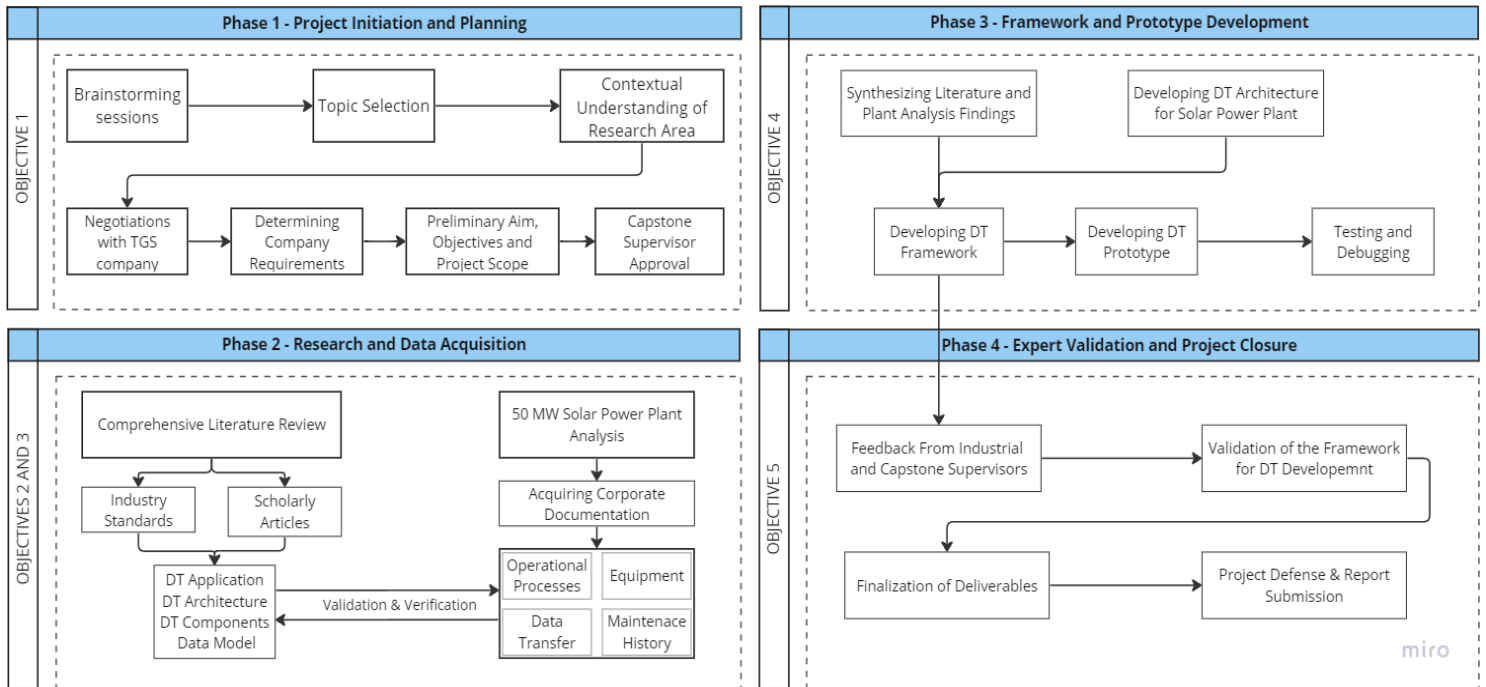 Phase 1 - Project Initiation and Planning
OBJECTIVE 1
Brainstorming
sessions
Topic Selection
Contextual
Understanding of
Research Area
Negotiations
with TGS
company
Determining
Company
Requirements
Preliminary Aim,
Objectives and
Project Scope
Capstone
Supervisor
Approval
Phase 2 - Research and Data Acquisition
OBJECTIVES 2 AND 3
Comprehensive Literature Review
Industry
Standards
Scholarly
Articles
DT Application
DT Architecture
DT Components
Data Model
Validation & Verification
50 MW Solar Power Plant
Analysis
Acquiring Corporate
Documentation
Operational
Processes
Equipment
Data
Transfer
Maintenace
History
Phase 3 - Framework and Prototype Development
OBJECTIVE 4
Synthesizing Literature and
Plant Analysis Findings
Developing DT Architecture
for Solar Power Plant
Developing DT
Framework
Developing DT
Prototype
Testing and
Debugging
Phase 4 - Expert Validation and Project Closure
OBJECTIVE 5
Feedback From Industrial
and Capstone Supervisors
Validation of the Framework
for DT Developemnt
Finalization of Deliverables
Project Defense & Report
Submission
miro